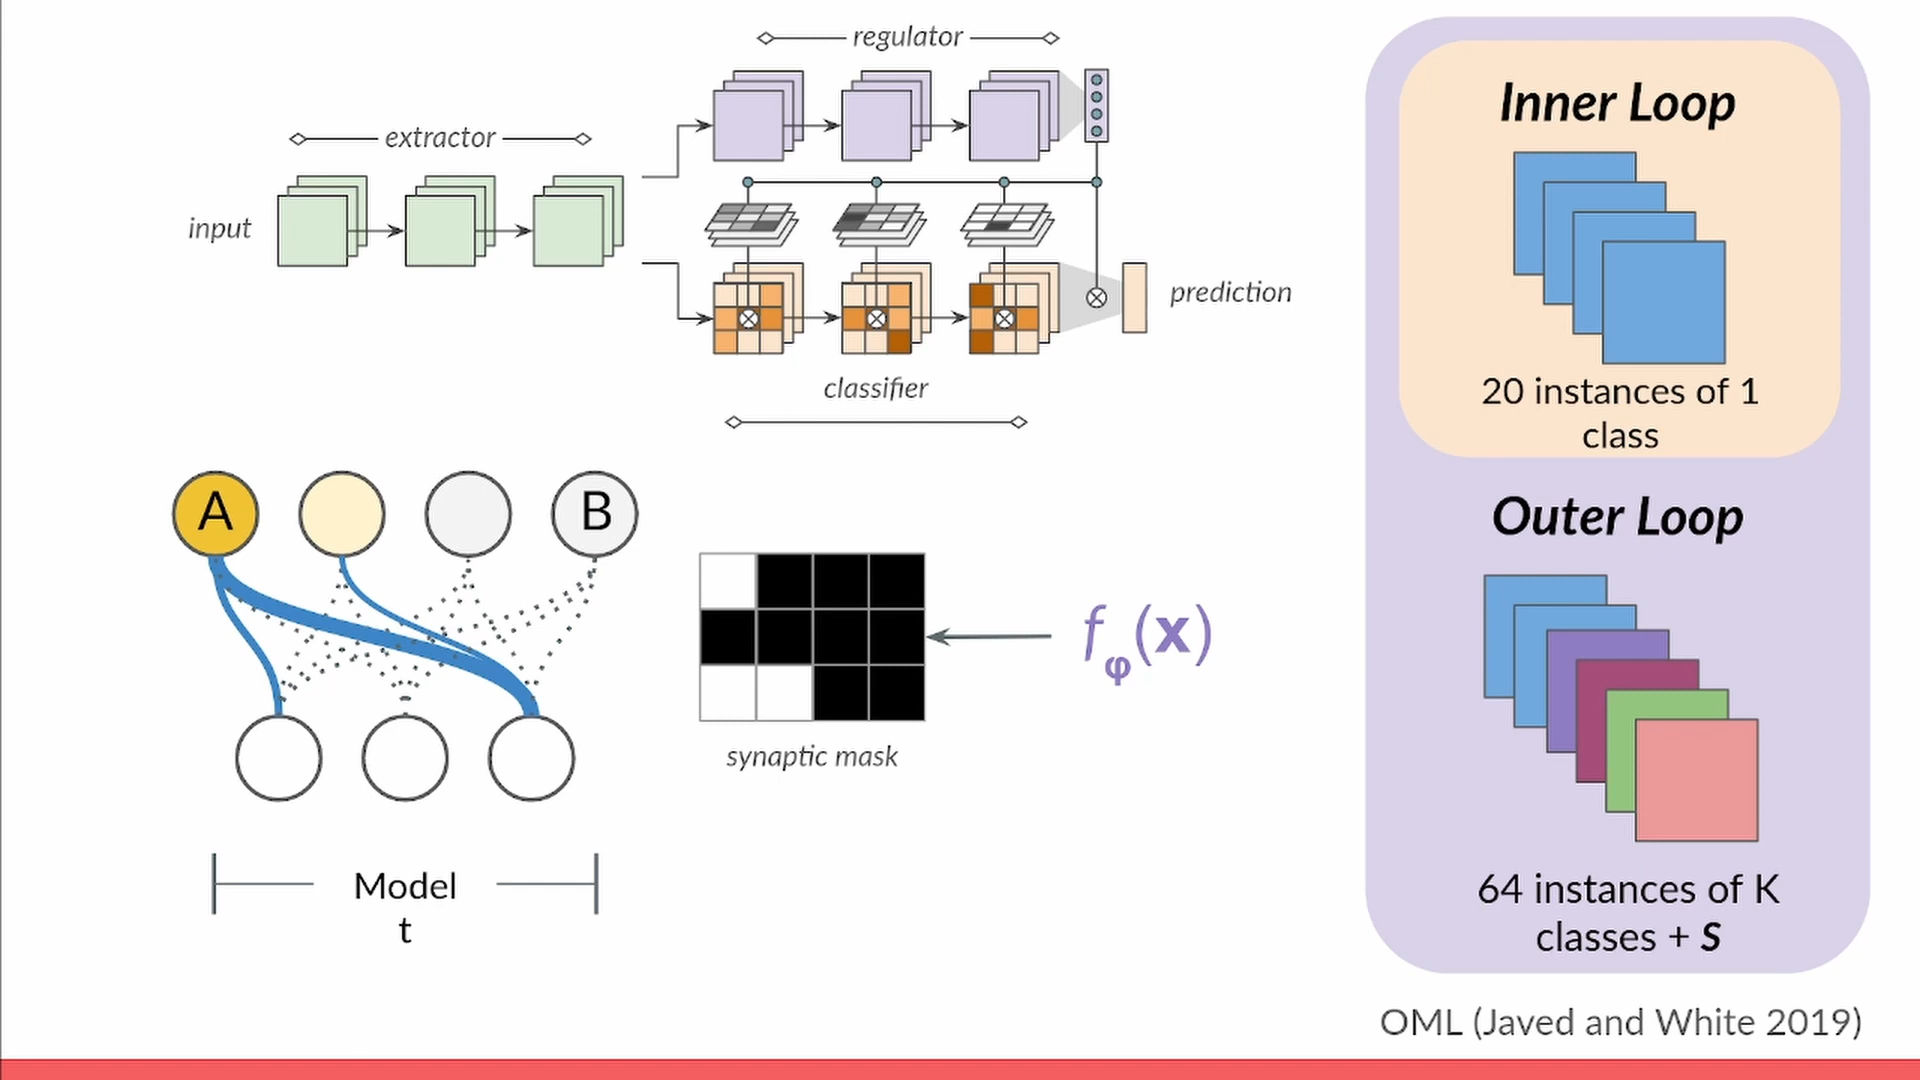 regulator
extractor
input
prediction
classifier
A
B
synaptic mask
fφ(x)
Model
t
Inner Loop
20 instances of 1
class
Outer Loop
64 instances of K
classes + S
OML (Javed and White 2019)